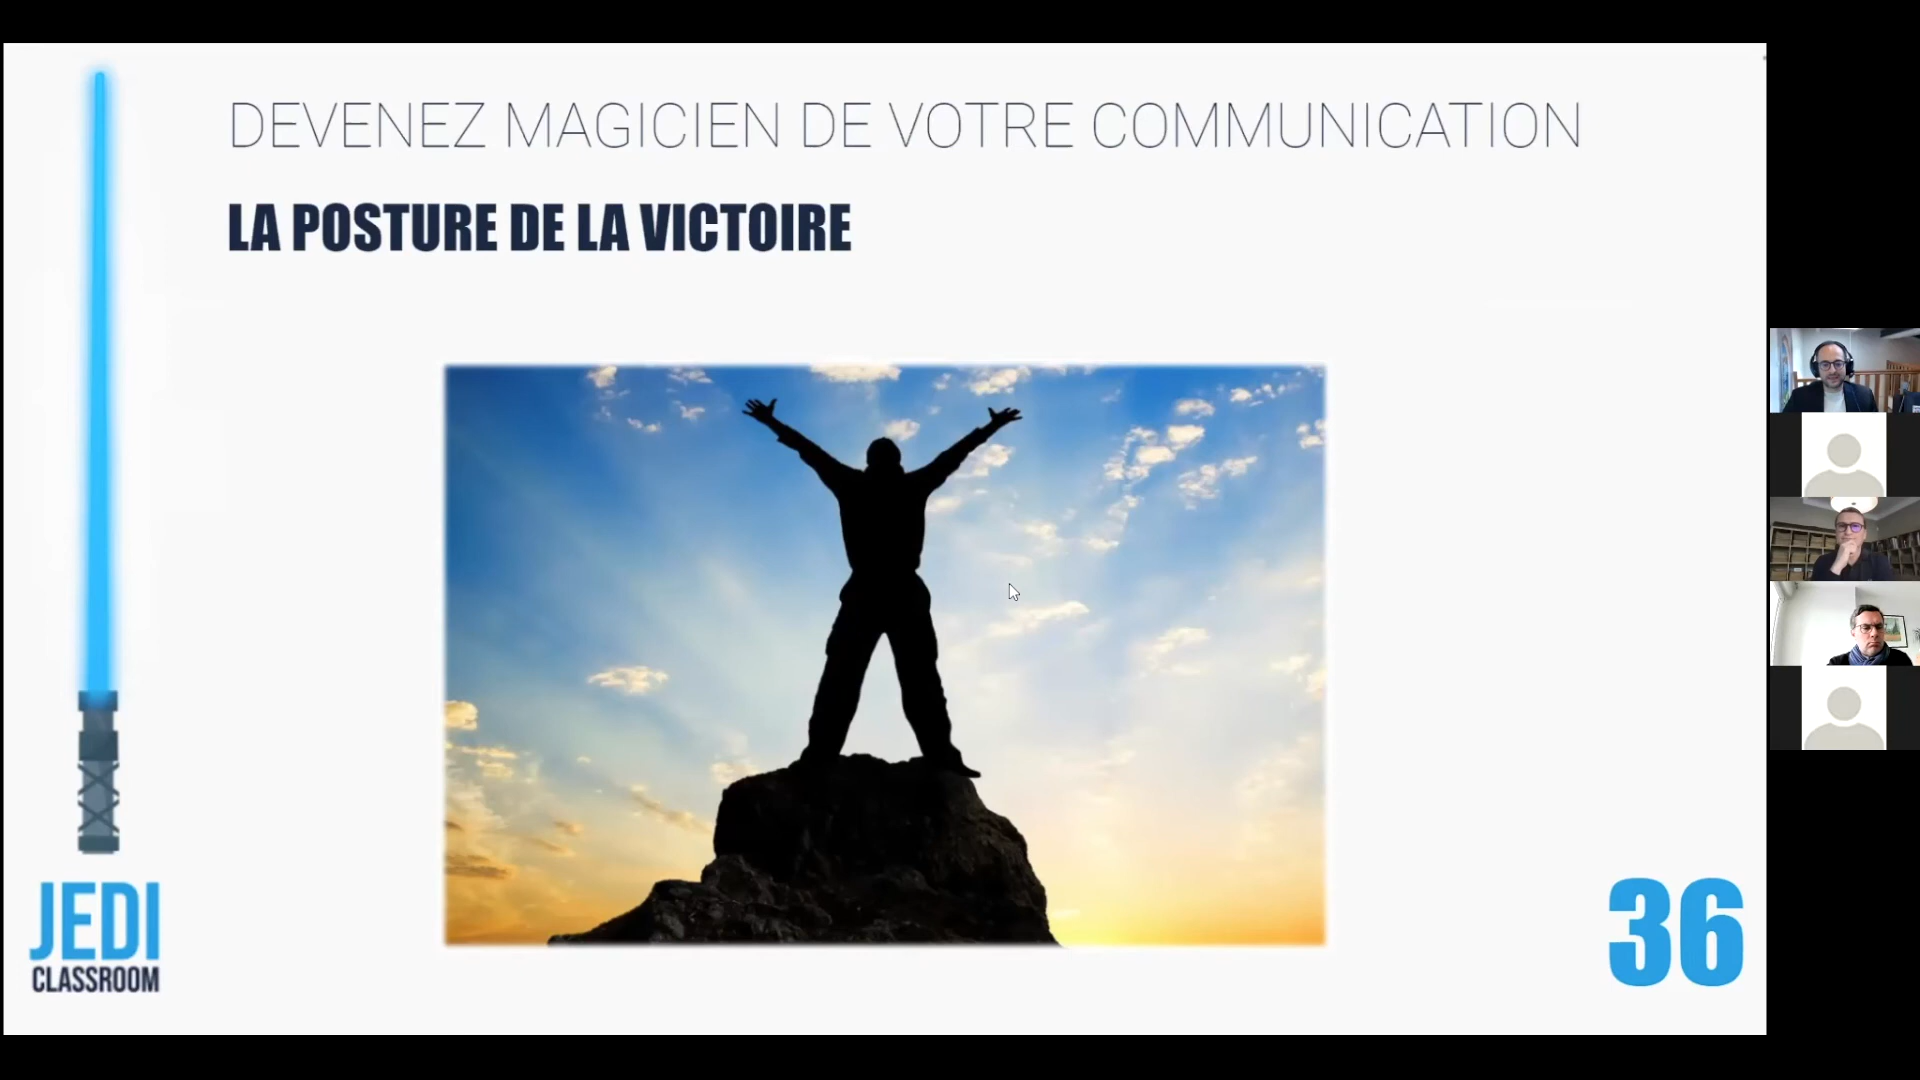 DEVENEZ MAGICIEN DE VOTRE COMMUNICATION
LA POSTURE DE LA VICTOIRE
JEDI
CLASSROOM
36